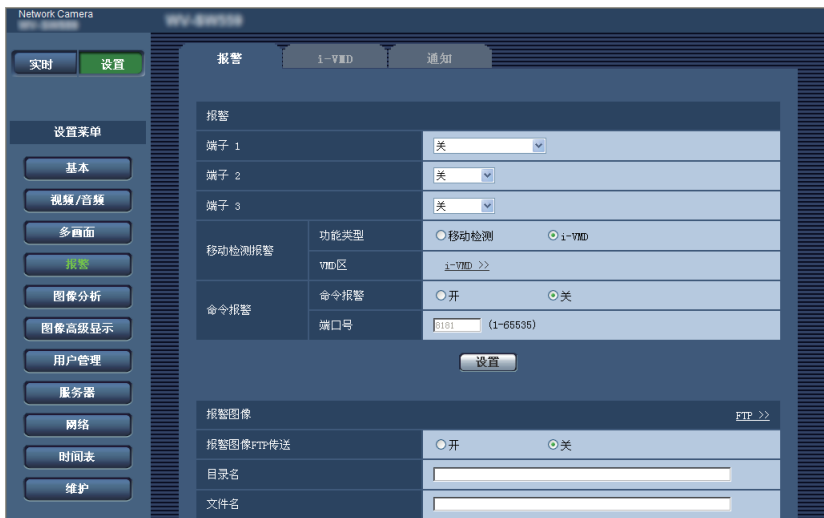 Network Camera
实时 设置
设置菜单
基本
视频/音频
多画面
报警
图像分析
图像高级显示
用户管理
服务器
网络
时间表
维护
报警 i-VMD 通知
报警
端子 1 关
端子 2 关
端子 3 关
移动检测报警 功能类型 移动检测 i-VMD
VMD区 i-VMD >>
命令报警 命令报警 开 关
端口号 8181 (1-65535)
设置
报警图像 FTP >>
报警图像FTP传送 开 关
目录名
文件名